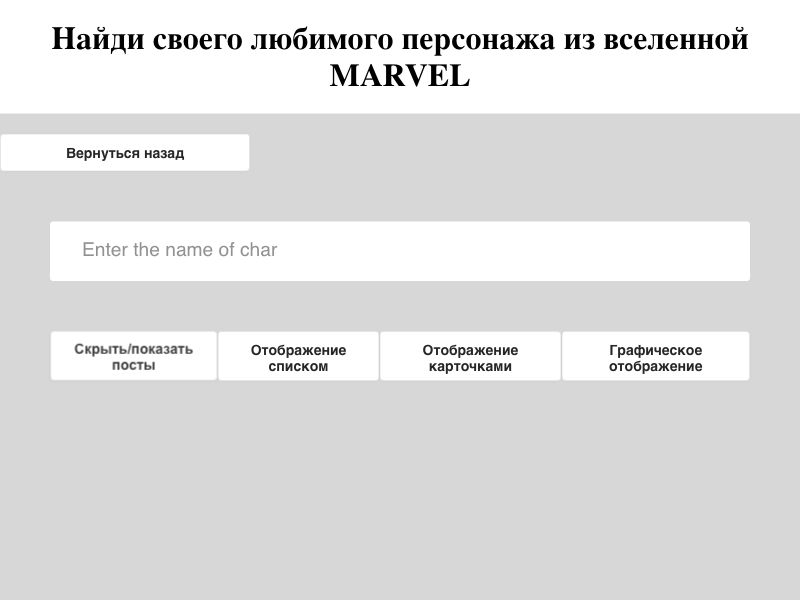 Найди своего любимого персонажа из вселенной
MARVEL
Вернуться назад
Enter the name of char
Скрыть/показать
посты
Отображение
списком
Отображение
карточками
Графическое
отображение